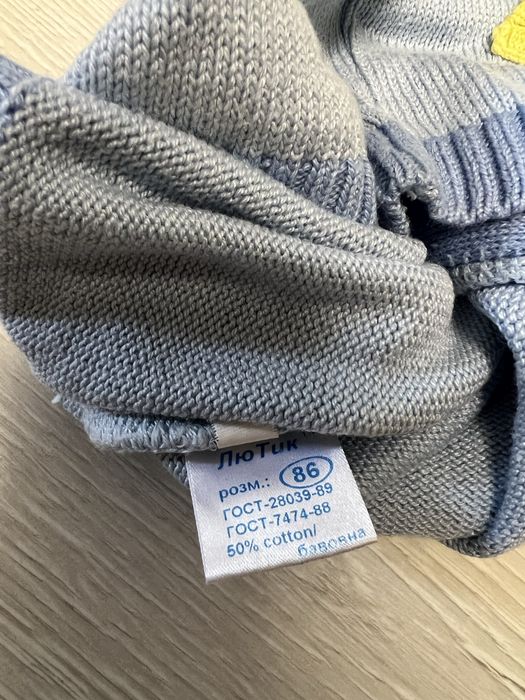 ЛюТик
розм.: 86
ГОСТ-28039-89
ГОСТ-7474-88
50% cotton/
бавовна